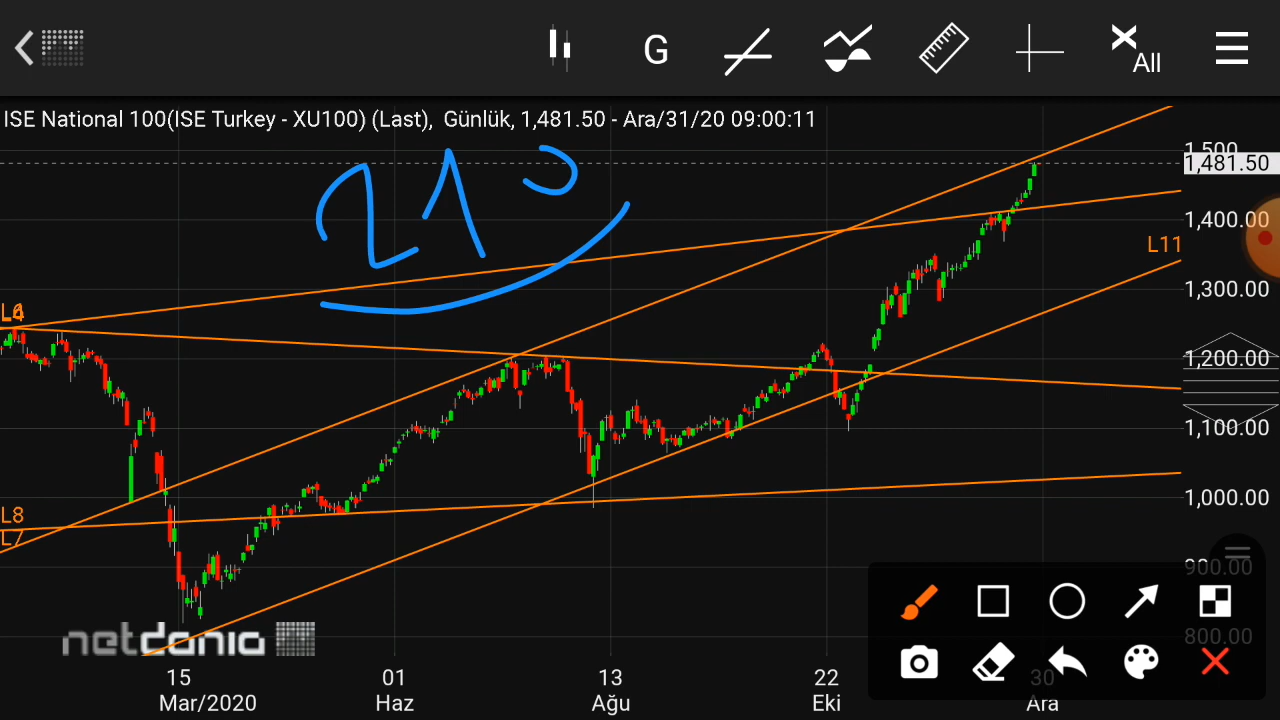 G
All
ISE National 100(ISE Turkey - XU100) (Last), Günlük, 1,481.50 - Ara/31/20 09:00:11
1,500
1,481.50
210
1,400.00
L11
1,300.00
1,200.00
1,100.00
1,000.00
L8
L7
900.00
800.00
netdania
15
01
13
22
30
Mar/2020
Haz
Ağu
Eki
Ara